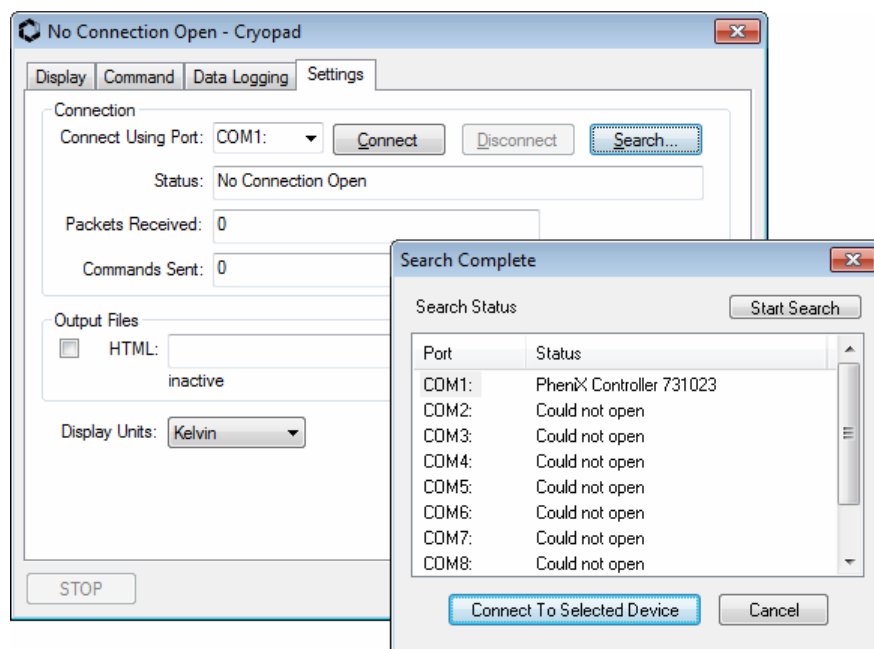 No Connection Open - Cryopad
Display Command Data Logging Settings
Connection
Connect Using Port: COM1: Connect Disconnect Search...
Status: No Connection Open
Packets Received: 0
Commands Sent: 0
Output Files
HTML:
inactive
Display Units: Kelvin
STOP
Search Complete
Search Status Start Search
Port Status
COM1: PheniX Controller 731023
COM2: Could not open
COM3: Could not open
COM4: Could not open
COM5: Could not open
COM6: Could not open
COM7: Could not open
COM8: Could not open
Connect To Selected Device Cancel